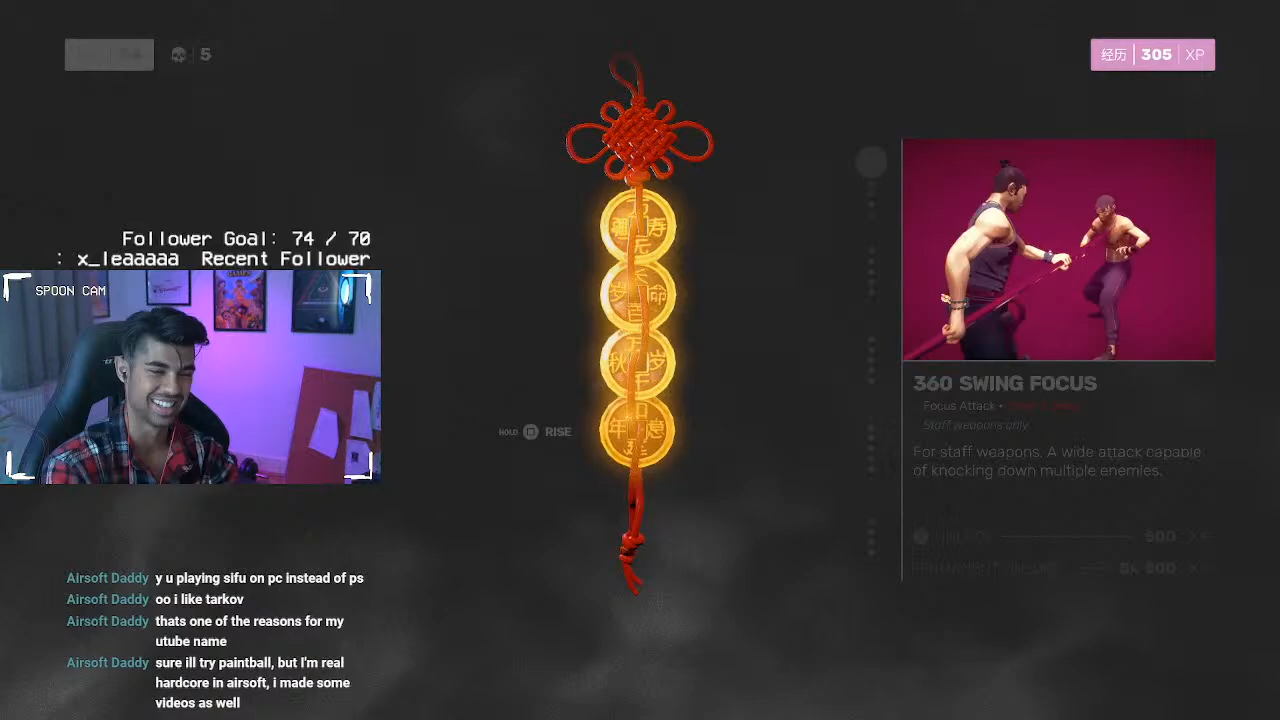 5
经历 305 XP
Follower Goal: 74 / 70
: x_leaaaaa Recent Follower
SPOON CAM
HOLD RISE
360 SWING FOCUS
Focus Attack •
Staff weapons only
For staff weapons. A wide attack capable
of knocking down multiple enemies.
500 XP
Airsoft Daddy y u playing sifu on pc instead of ps
Airsoft Daddy oo i like tarkov
Airsoft Daddy thats one of the reasons for my
utube name
Airsoft Daddy sure ill try paintball, but I'm real
hardcore in airsoft, i made some
videos as well